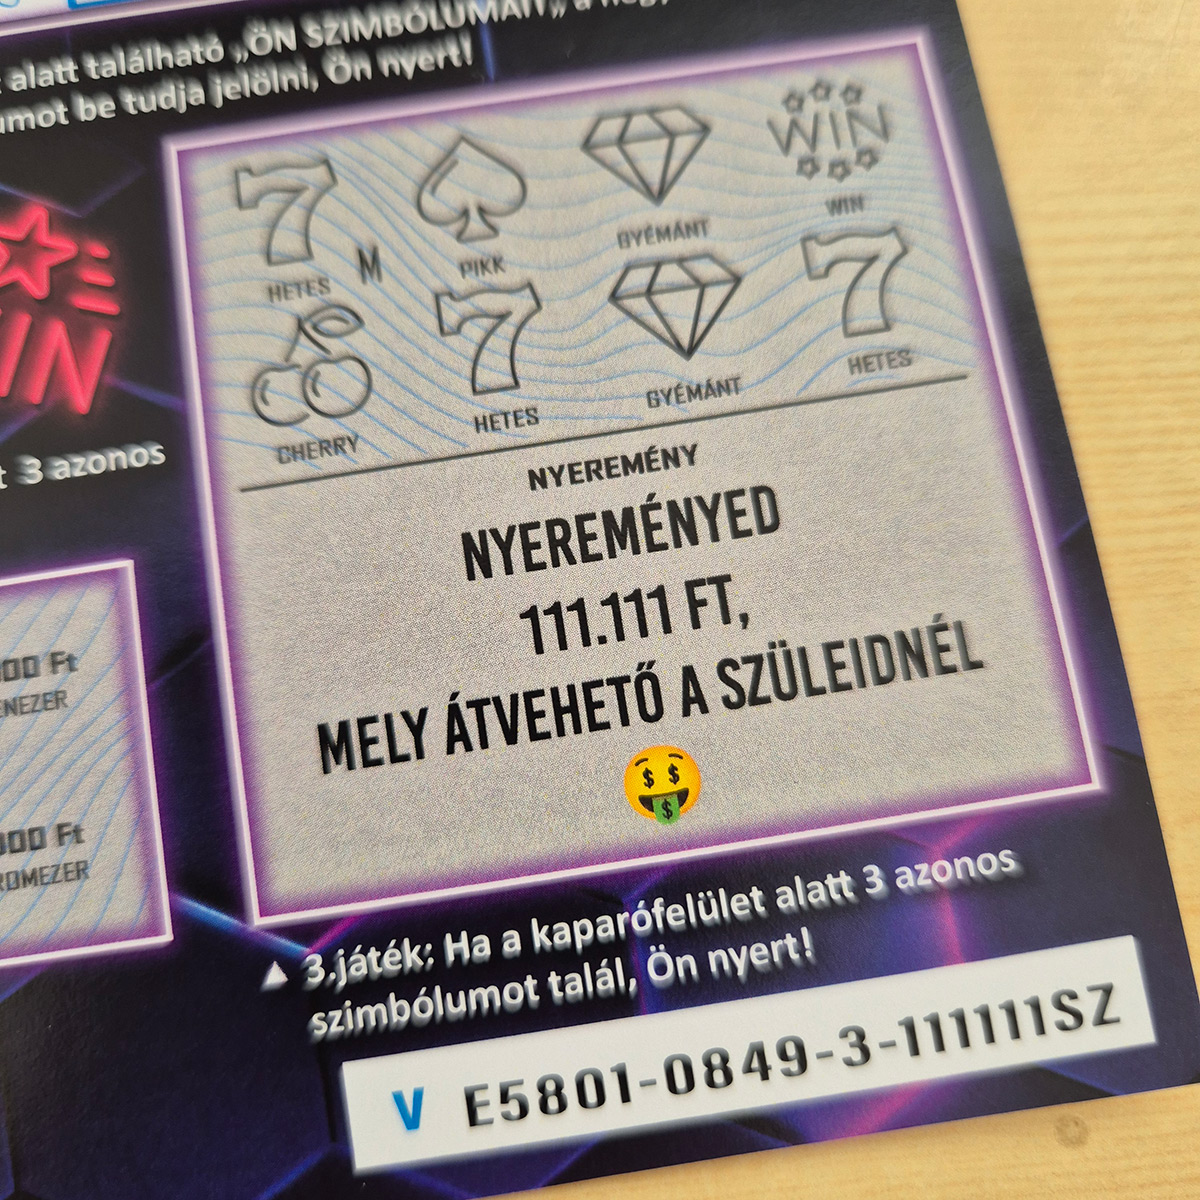 alatt található „ÖN SZIMBÓLUMAIT„ a
be tudja jelölni, Ön nyert!
WIN
HETES
M
PIKK
GYÉMÁNT
WIN
CHERRY
HETES
GYÉMÁNT
HETES
3 azonos
NYEREMÉNY
NYEREMÉNYED
111.111 FT,
MELY ÁTVEHETŐ A SZÜLEIDNÉL
Ft
Ft
▲ 3.játék: Ha a kaparófelület alatt 3 azonos
szimbólumot talál, Ön nyert!
V E5801-0849-3-111111SZ